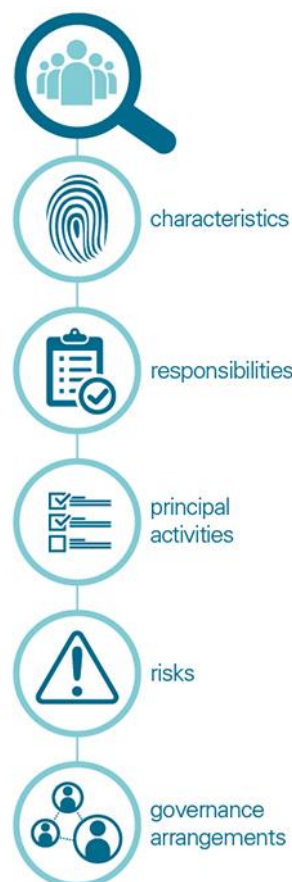 characteristics
responsibilities
principal
activities
risks
governance
arrangements